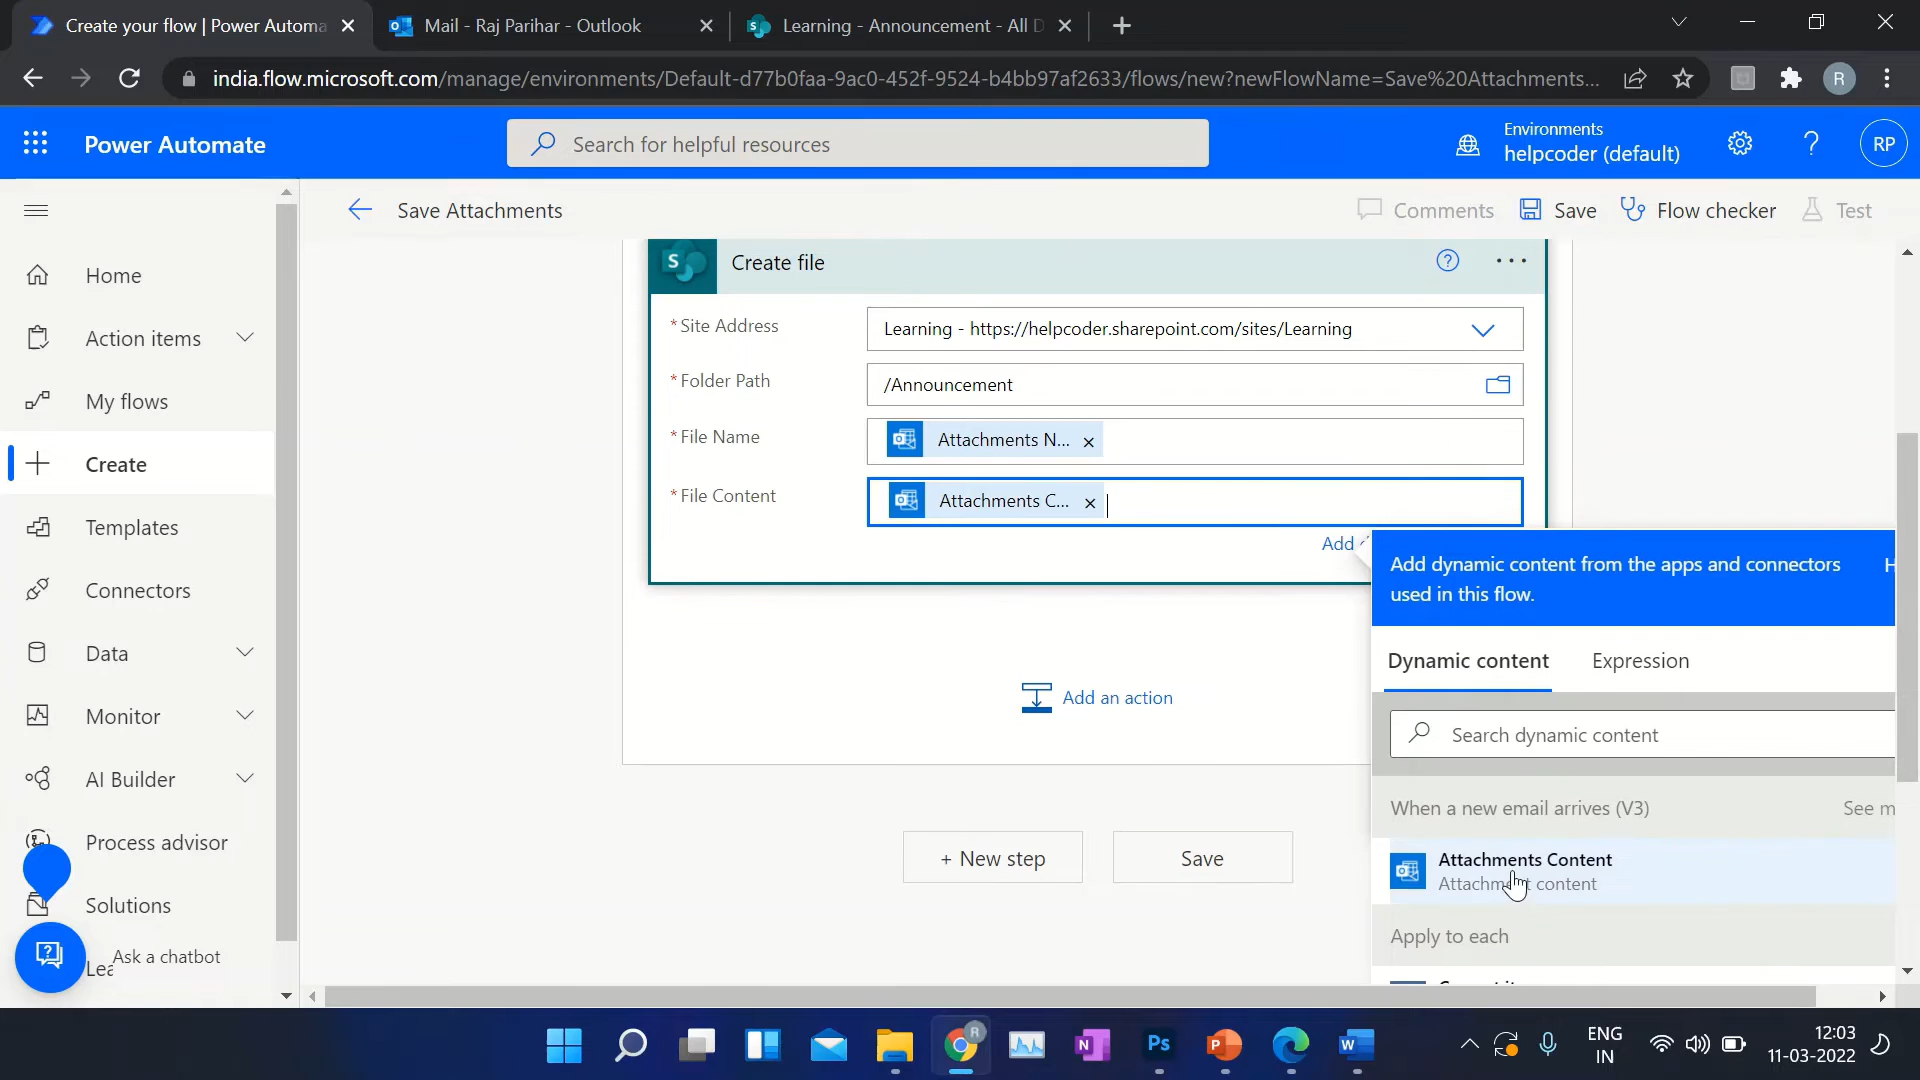 Create your flow | Power Automa
Mail - Raj Parihar - Outlook
Learning - Announcement - All D
india.flow.microsoft.com/manage/environments/Default-d77b0faa-9ac0-452f-9524-b4bb97af2633/flows/new?newFlowName=Save%20Attachments...
R
Power Automate
Search for helpful resources
Environments
helpcoder (default)
RP
Save Attachments
Comments
Save
Flow checker
Test
Home
Action items
My flows
Create
Templates
Connectors
Data
Monitor
AI Builder
Process advisor
Solutions
Ask a chatbot
Create file
* Site Address
Learning - https://helpcoder.sharepoint.com/sites/Learning
* Folder Path
/Announcement
* File Name
Attachments N...
* File Content
Attachments C...
Add
Add dynamic content from the apps and connectors
used in this flow.
Dynamic content
Expression
Search dynamic content
When a new email arrives (V3)
See m
Attachments Content
Attachment content
Apply to each
Add an action
+ New step
Save
ENG
IN
12:03
11-03-2022